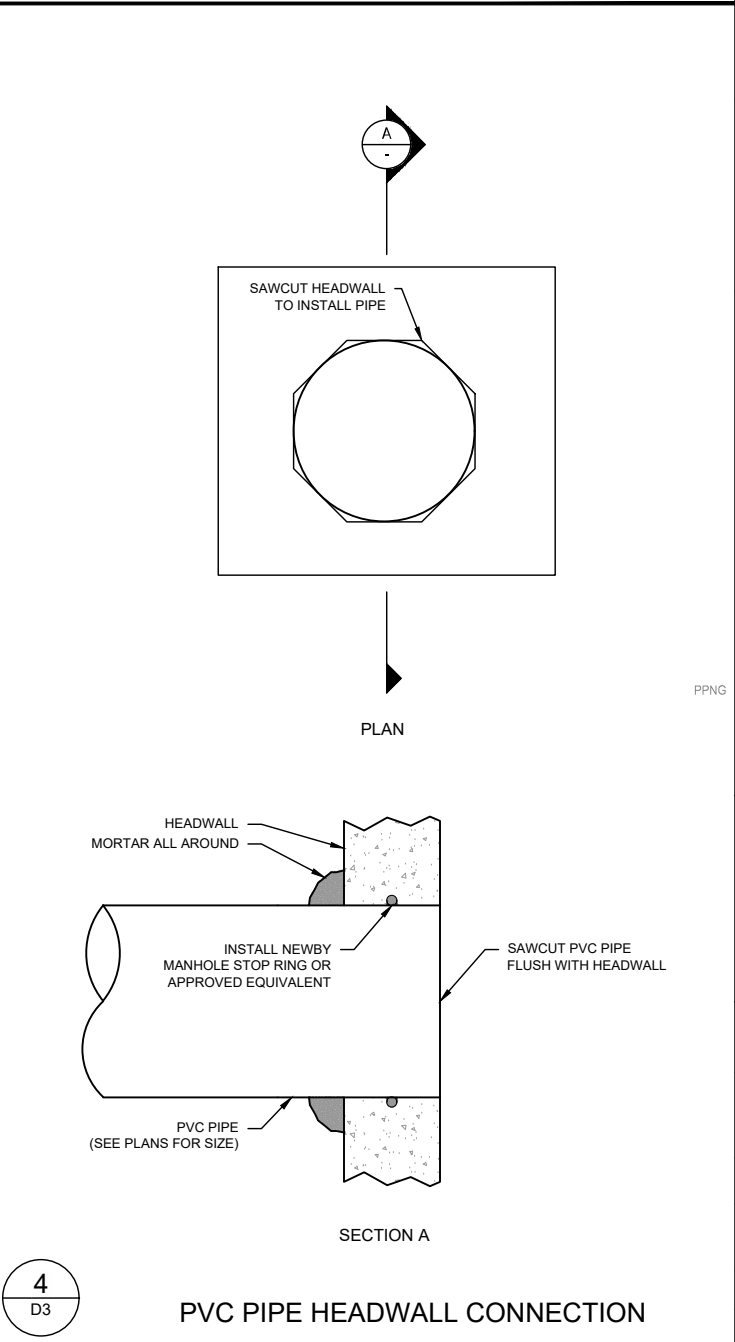 A
-
SAWCUT HEADWALL
TO INSTALL PIPE
PPNG
PLAN
HEADWALL
MORTAR ALL AROUND
INSTALL NEWBY
MANHOLE STOP RING OR
APPROVED EQUIVALENT
SAWCUT PVC PIPE
FLUSH WITH HEADWALL
PVC PIPE
(SEE PLANS FOR SIZE)
SECTION A
4
D3
PVC PIPE HEADWALL CONNECTION